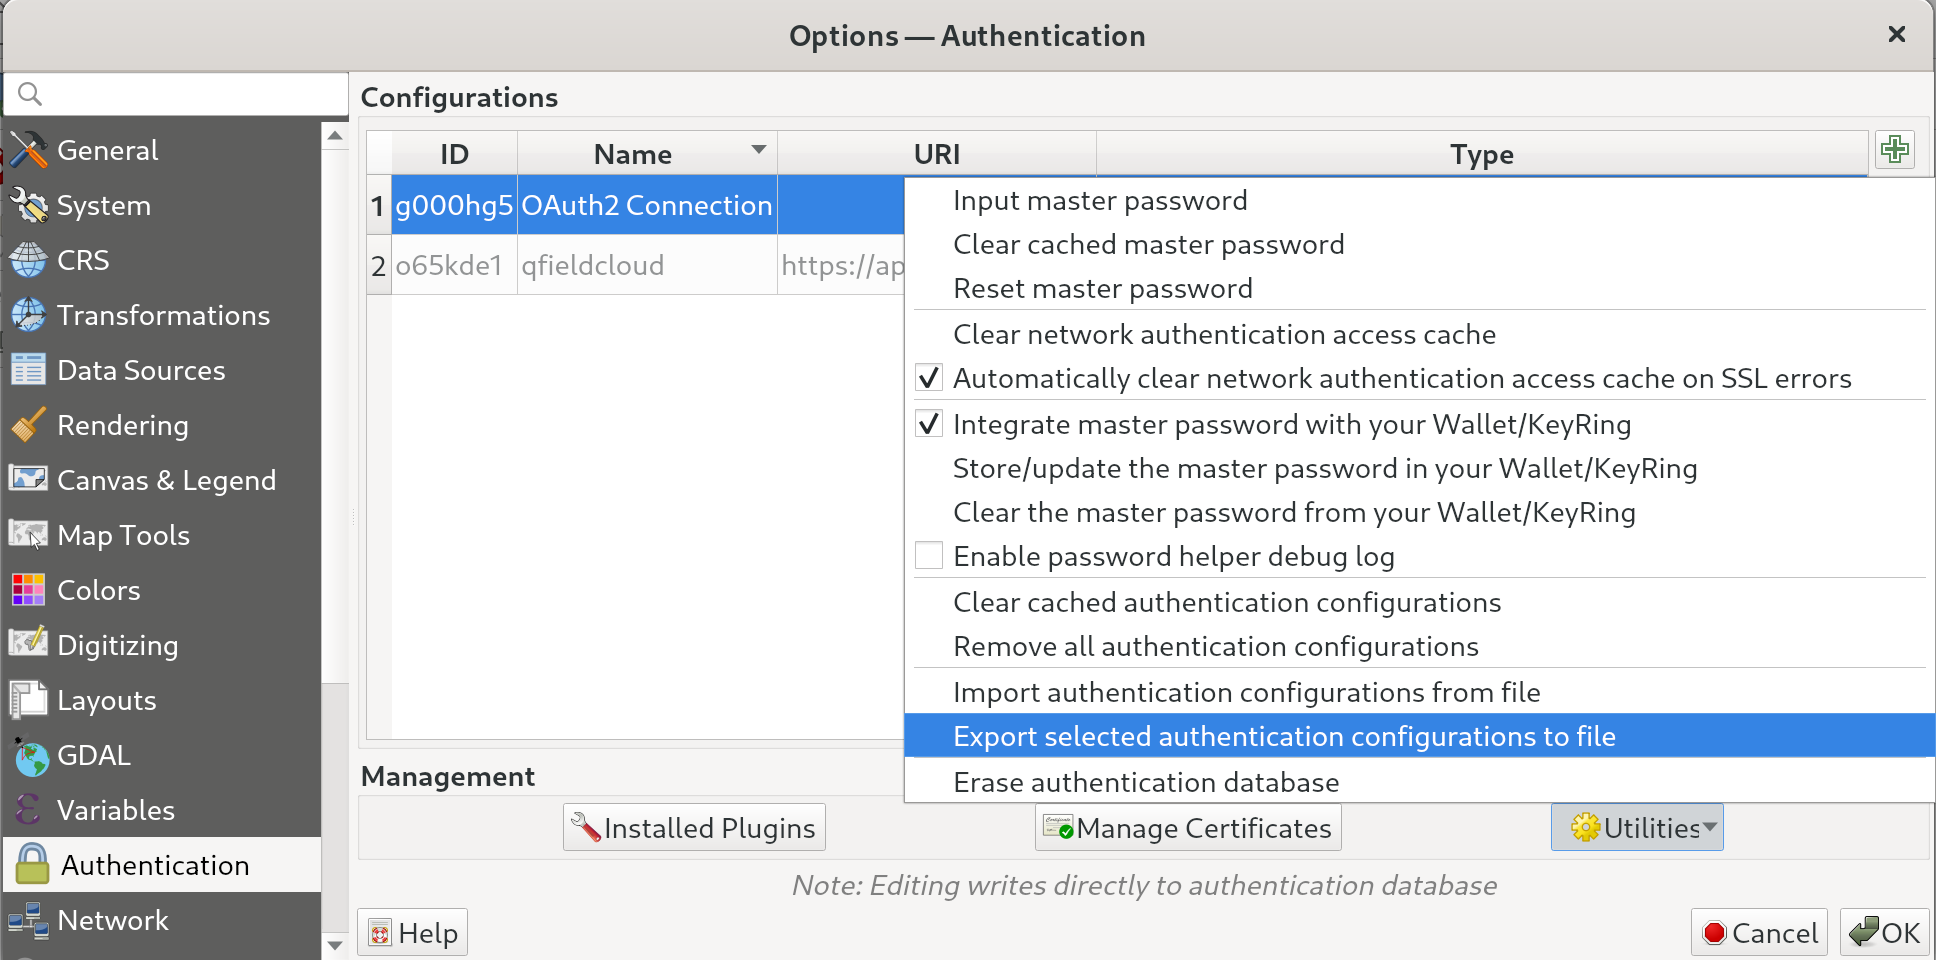 Options — Authentication
Configurations
General
System
CRS
Transformations
Data Sources
Rendering
Canvas & Legend
Map Tools
Colors
Digitizing
Layouts
GDAL
Variables
Authentication
Network
ID Name URI Type
1 g000hg5 OAuth2 Connection
2 o65kde1 qfieldcloud https://ap
Input master password
Clear cached master password
Reset master password
Clear network authentication access cache
Automatically clear network authentication access cache on SSL errors
Integrate master password with your Wallet/KeyRing
Store/update the master password in your Wallet/KeyRing
Clear the master password from your Wallet/KeyRing
Enable password helper debug log
Clear cached authentication configurations
Remove all authentication configurations
Import authentication configurations from file
Export selected authentication configurations to file
Erase authentication database
Management
Installed Plugins Manage Certificates Utilities
Note: Editing writes directly to authentication database
Help Cancel OK